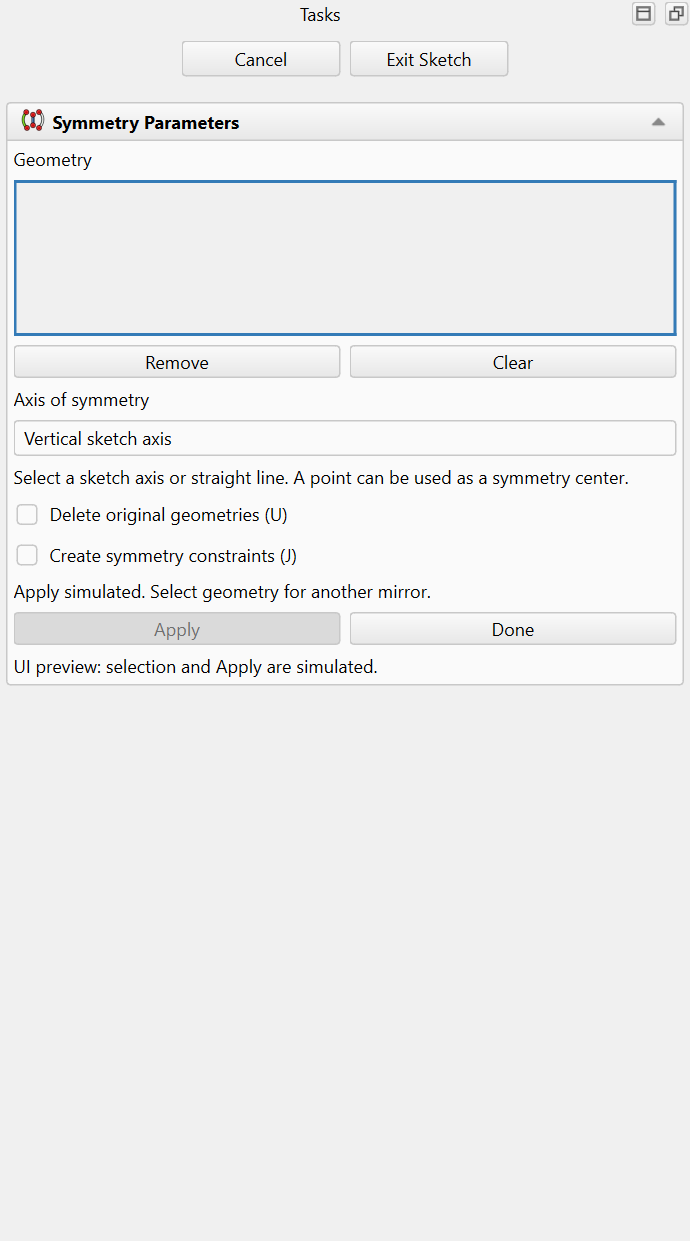 Tasks
Cancel
Exit Sketch
Symmetry Parameters
Geometry
Remove
Clear
Axis of symmetry
Vertical sketch axis
Select a sketch axis or straight line. A point can be used as a symmetry center.
Delete original geometries (U)
Create symmetry constraints (J)
Apply simulated. Select geometry for another mirror.
Apply
Done
UI preview: selection and Apply are simulated.